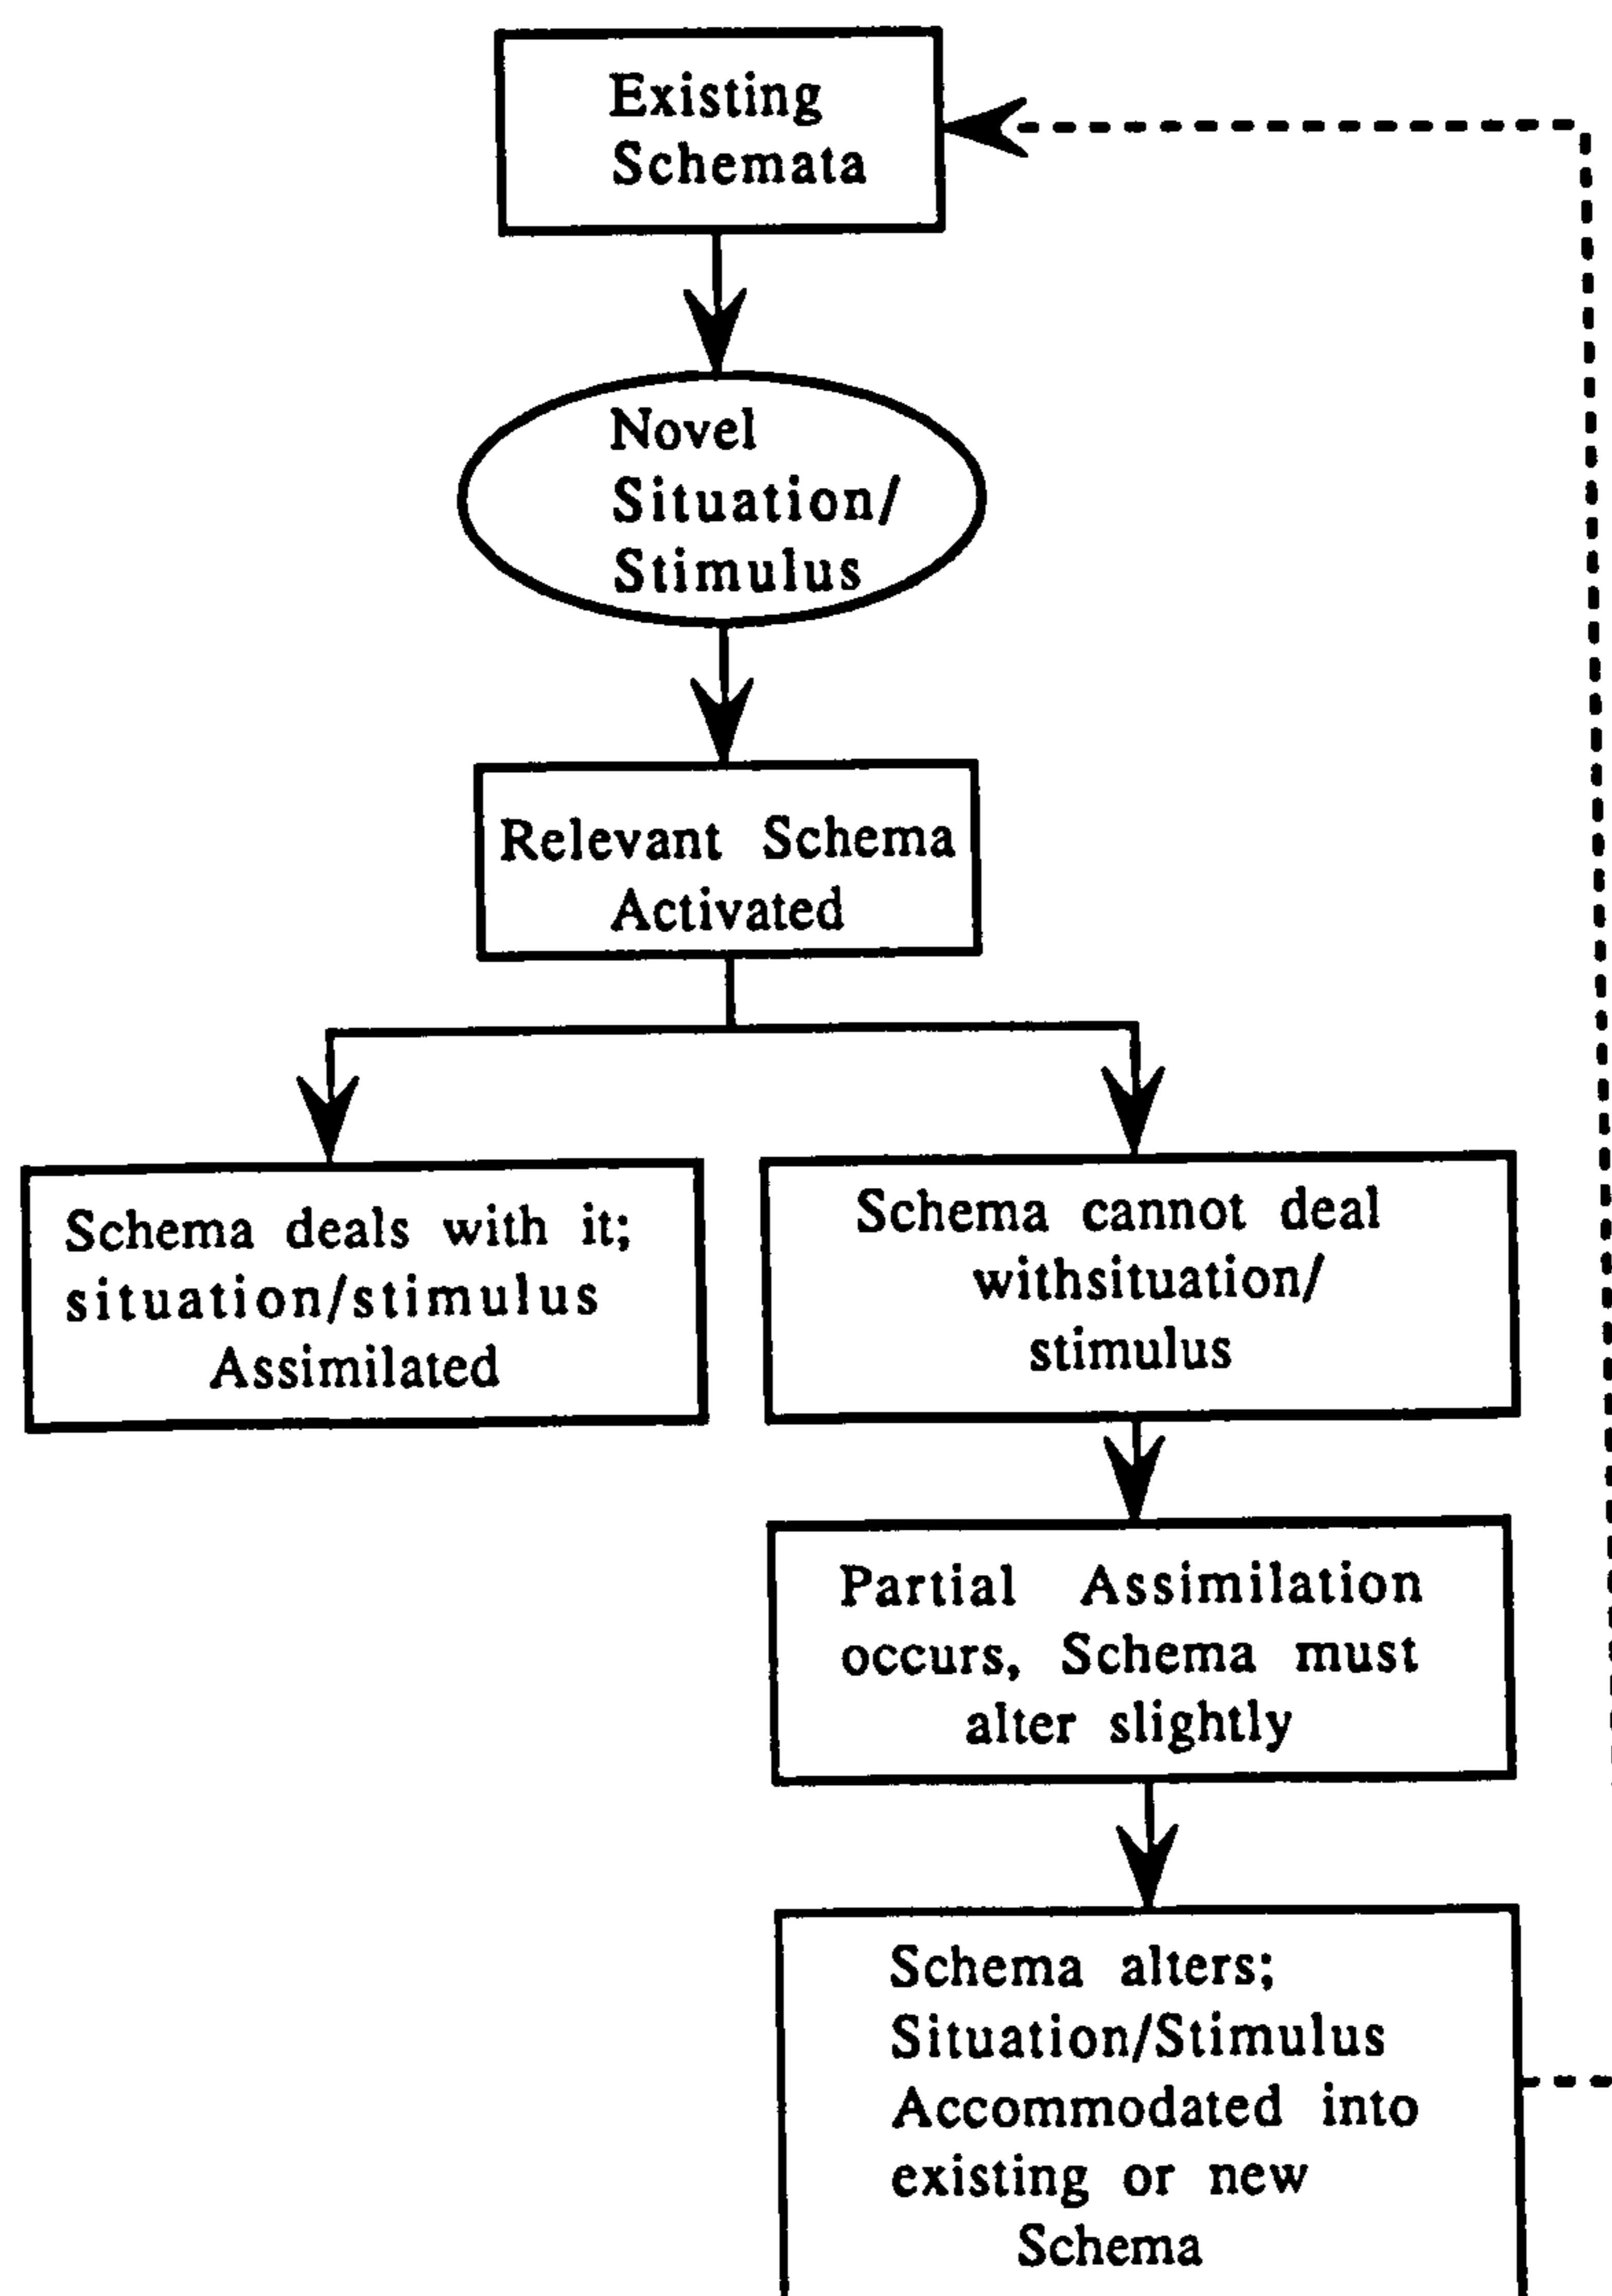 Existing
Schemata
Novel
Situation/
Stimulus
Relevant Schema
Activated
Schema deals with it;
situation/stimulus
Assimilated
Schema cannot deal
withsituation/
stimulus
Partial Assimilation
occurs, Schema must
alter slightly
Schema alters;
Situation/Stimulus
Accommodated into
existing or new
Schema